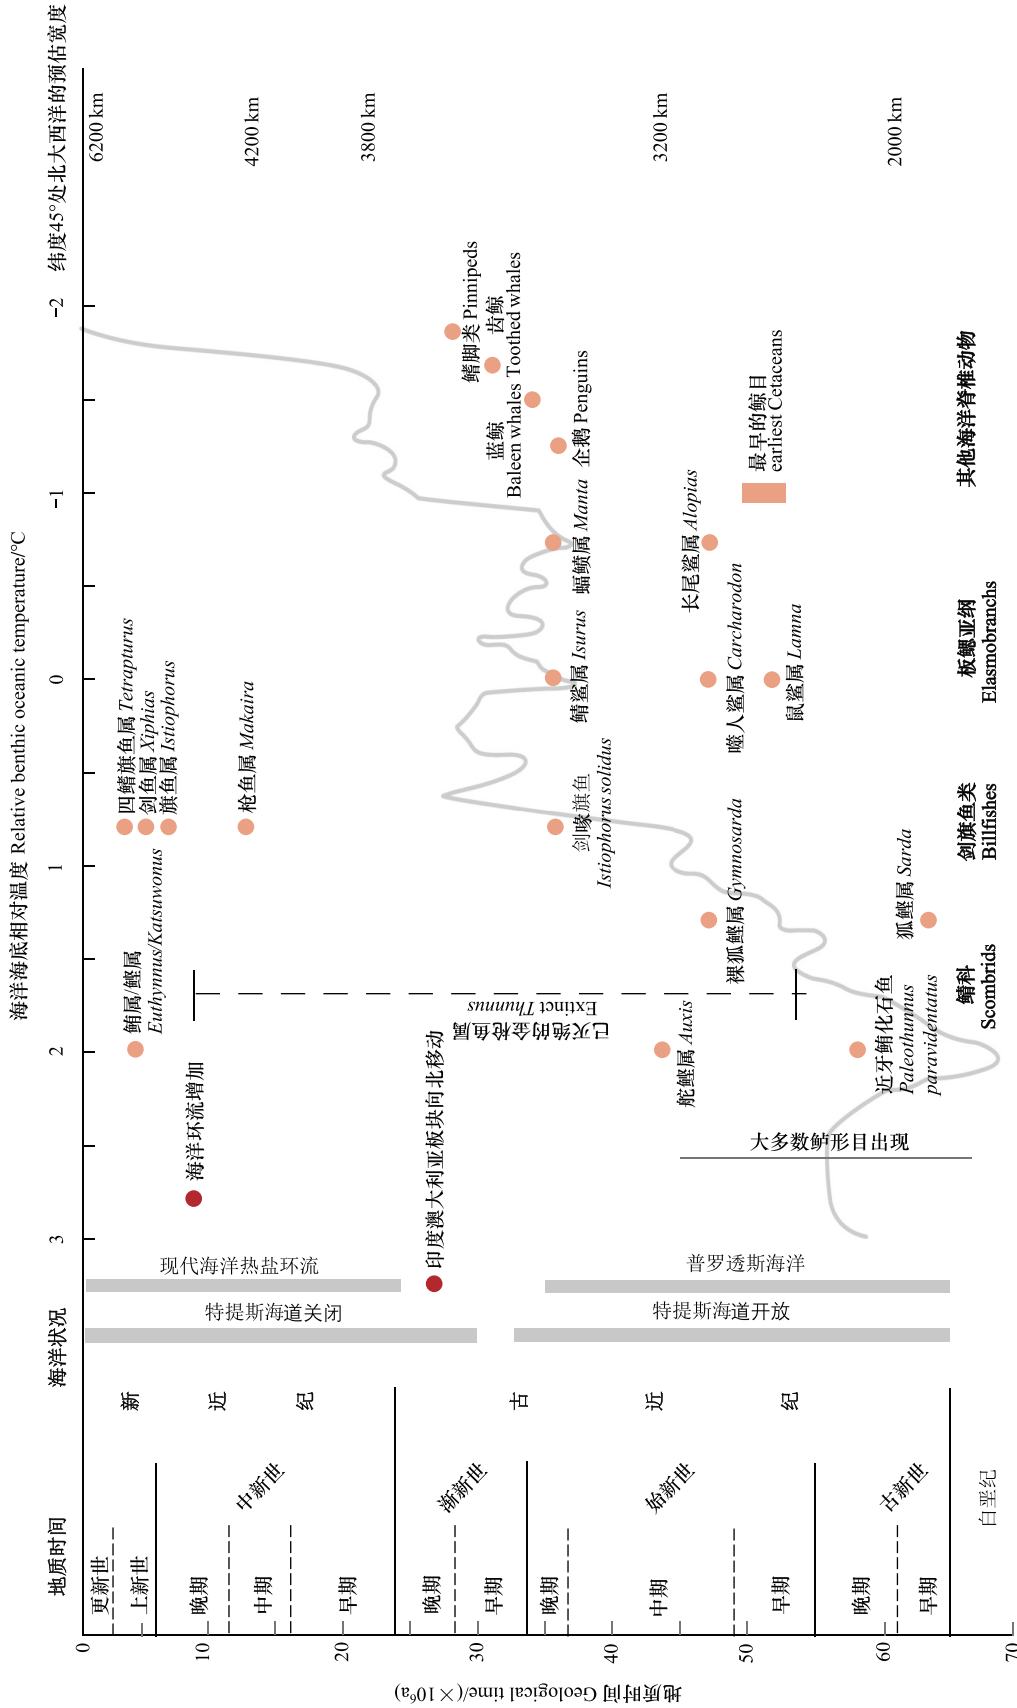 纬度45°处北大西洋的预估宽度
6200 km
4200 km
3800 km
3200 km
2000 km
海洋海底相对温度 Relative benthic oceanic temperature/°C
3
2
1
0
−1
−2
鳍脚类 Pinnipeds
齿鲸
Toothed whales
蓝鲸
Baleen whales
企鹅 Penguins
最早的鲸目
earliest Cetaceans
其他海洋脊椎动物
蝠鲼属 Manta
长尾鲨属 Alopias
鲭鲨属 Isurus
噬人鲨属 Carcharodon
鼠鲨属 Lamna
板鳃亚纲
Elasmobranchs
四鳍旗鱼属 Tetrapturus
剑鱼属 Xiphias
旗鱼属 Istiophorus
枪鱼属 Makaira
剑喙旗鱼
Istiophorus solidus
剑旗鱼类
Billfishes
鲔属/鲣属
Euthynnus/Katsuwonus
已灭绝的金枪鱼属
Extinct Thunnus
裸狐鲣属 Gymnosarda
狐鲣属 Sarda
舵鲣属 Auxis
近牙鲔化石鱼
Paleothunnus
paravidentatus
鲭科
Scombrids
海洋环流增加
印度澳大利亚板块向北移动
大多数鲈形目出现
海洋状况
现代海洋热盐环流
普罗透斯海洋
特提斯海道关闭
特提斯海道开放
地质时间
新近纪
古近纪
中新世
渐新世
始新世
古新世
白垩纪
更新世
上新世
晚期
中期
早期
晚期
早期
晚期
中期
早期
晚期
早期
0
10
20
30
40
50
60
70
地质时间 Geological time/(×10⁶a)